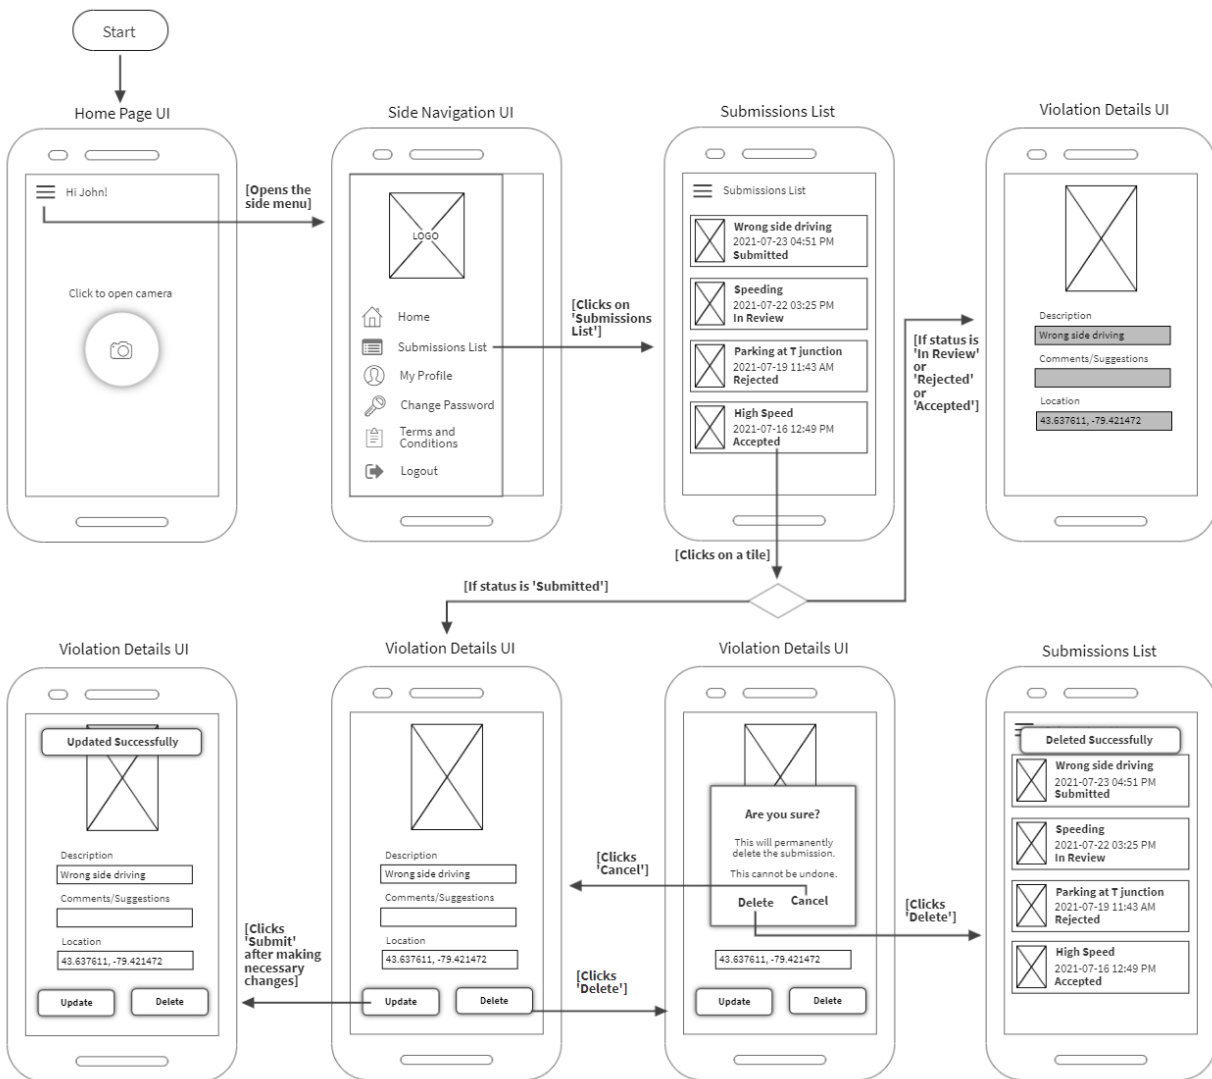 Start
Home Page UI
Hi John!
Click to open camera
[Opens the
side menu]
Side Navigation UI
LOGO
Home
Submissions List
My Profile
Change Password
Terms and
Conditions
Logout
[Clicks on
'Submissions
List']
Submissions List
Submissions List
Wrong side driving
2021-07-23 04:51 PM
Submitted
Speeding
2021-07-22 03:25 PM
In Review
Parking at T junction
2021-07-19 11:43 AM
Rejected
High Speed
2021-07-16 12:49 PM
Accepted
[Clicks on a tile]
[If status is
'In Review'
or
'Rejected'
or
'Accepted']
Violation Details UI
Description
Wrong side driving
Comments/Suggestions
Location
43.637611, -79.421472
[If status is 'Submitted']
Violation Details UI
Updated Successfully
Description
Wrong side driving
Comments/Suggestions
Location
43.637611, -79.421472
Update
Delete
[Clicks
'Submit'
after making
necessary
changes]
Violation Details UI
Description
Wrong side driving
Comments/Suggestions
Location
43.637611, -79.421472
Update
Delete
[Clicks
'Cancel']
[Clicks
'Delete']
Violation Details UI
Are you sure?
This will permanently
delete the submission.
This cannot be undone.
Delete
Cancel
43.637611, -79.421472
Update
Delete
[Clicks
'Delete']
Submissions List
Deleted Successfully
Wrong side driving
2021-07-23 04:51 PM
Submitted
Speeding
2021-07-22 03:25 PM
In Review
Parking at T junction
2021-07-19 11:43 AM
Rejected
High Speed
2021-07-16 12:49 PM
Accepted